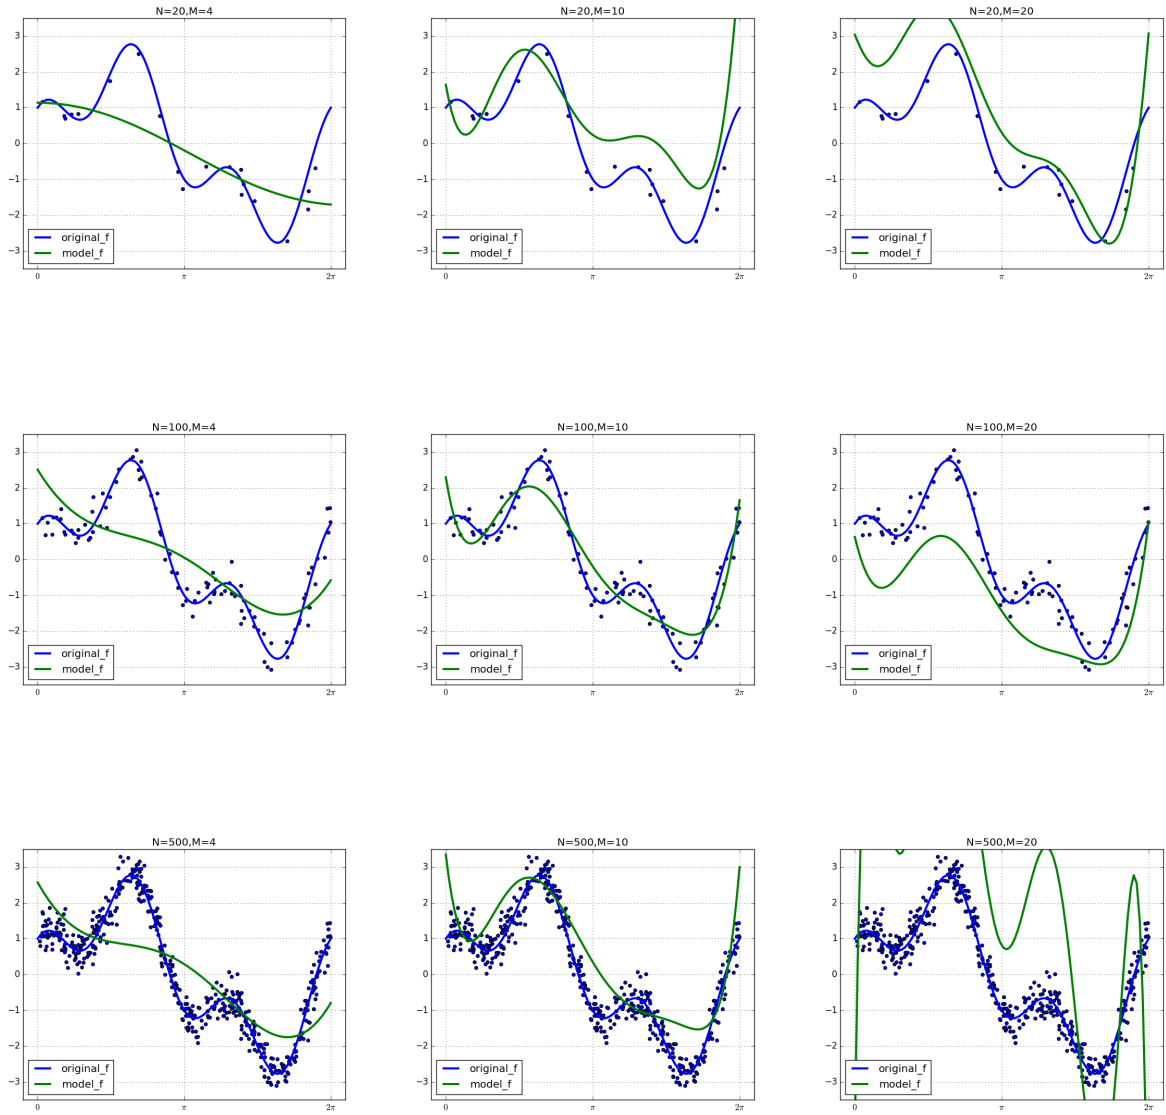 N=20,M=4
3
2
1
0
−1
−2
−3
original_f
model_f
0
π
2π
N=20,M=10
3
2
1
0
−1
−2
−3
original_f
model_f
0
π
2π
N=20,M=20
3
2
1
0
−1
−2
−3
original_f
model_f
0
π
2π
N=100,M=4
3
2
1
0
−1
−2
−3
original_f
model_f
0
π
2π
N=100,M=10
3
2
1
0
−1
−2
−3
original_f
model_f
0
π
2π
N=100,M=20
3
2
1
0
−1
−2
−3
original_f
model_f
0
π
2π
N=500,M=4
3
2
1
0
−1
−2
−3
original_f
model_f
0
π
2π
N=500,M=10
3
2
1
0
−1
−2
−3
original_f
model_f
0
π
2π
N=500,M=20
3
2
1
0
−1
−2
−3
original_f
model_f
0
π
2π